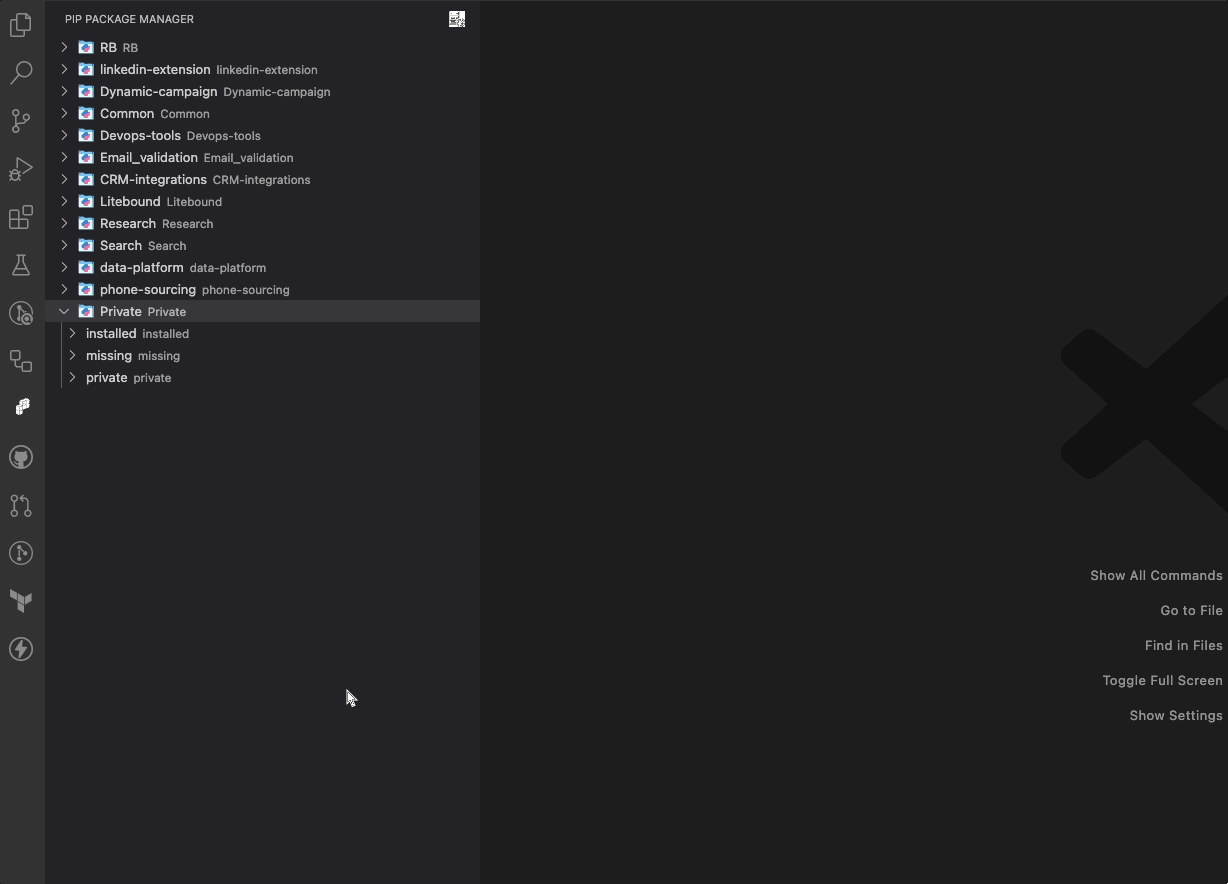 PIP PACKAGE MANAGER
RB RB
linkedin-extension linkedin-extension
Dynamic-campaign Dynamic-campaign
Common Common
Devops-tools Devops-tools
Email_validation Email_validation
CRM-integrations CRM-integrations
Litebound Litebound
Research Research
Search Search
data-platform data-platform
phone-sourcing phone-sourcing
Private Private
installed installed
missing missing
private private
Show All Commands
Go to File
Find in Files
Toggle Full Screen
Show Settings